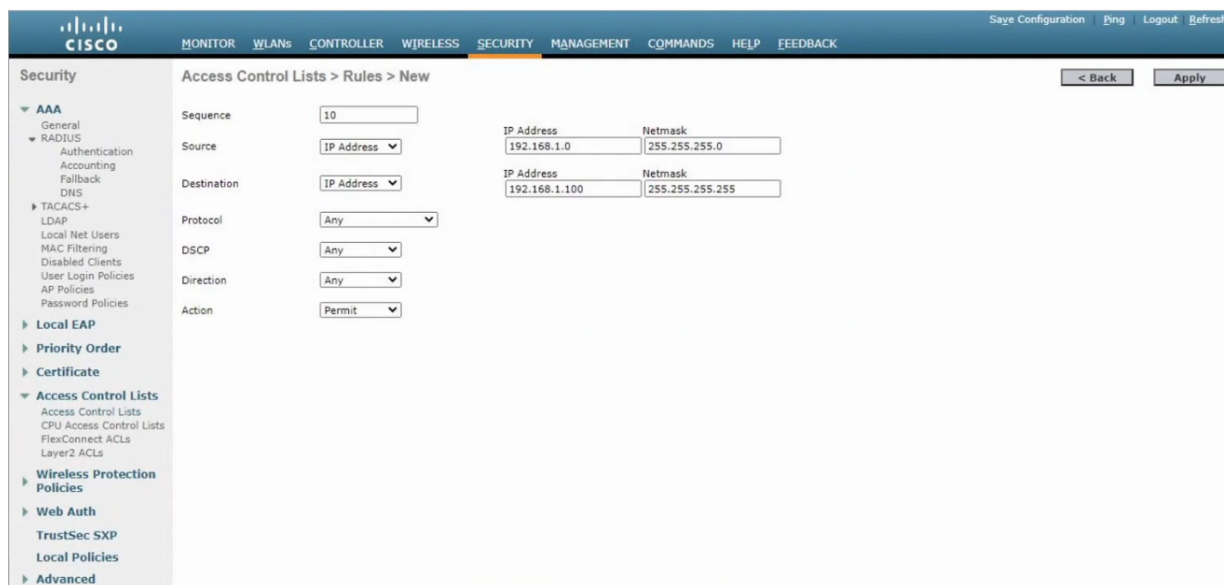 Save Configuration Ping Logout Refresh
CISCO
MONITOR WLANs CONTROLLER WIRELESS SECURITY MANAGEMENT COMMANDS HELP FEEDBACK
Security
AAA
General
RADIUS
Authentication
Accounting
Fallback
DNS
TACACS+
LDAP
Local Net Users
MAC Filtering
Disabled Clients
User Login Policies
AP Policies
Password Policies
Local EAP
Priority Order
Certificate
Access Control Lists
Access Control Lists
CPU Access Control Lists
FlexConnect ACLs
Layer2 ACLs
Wireless Protection
Policies
Web Auth
TrustSec SXP
Local Policies
Advanced
Access Control Lists > Rules > New
< Back Apply
Sequence 10
IP Address Netmask
Source IP Address 192.168.1.0 255.255.255.0
IP Address Netmask
Destination IP Address 192.168.1.100 255.255.255.255
Protocol Any
DSCP Any
Direction Any
Action Permit